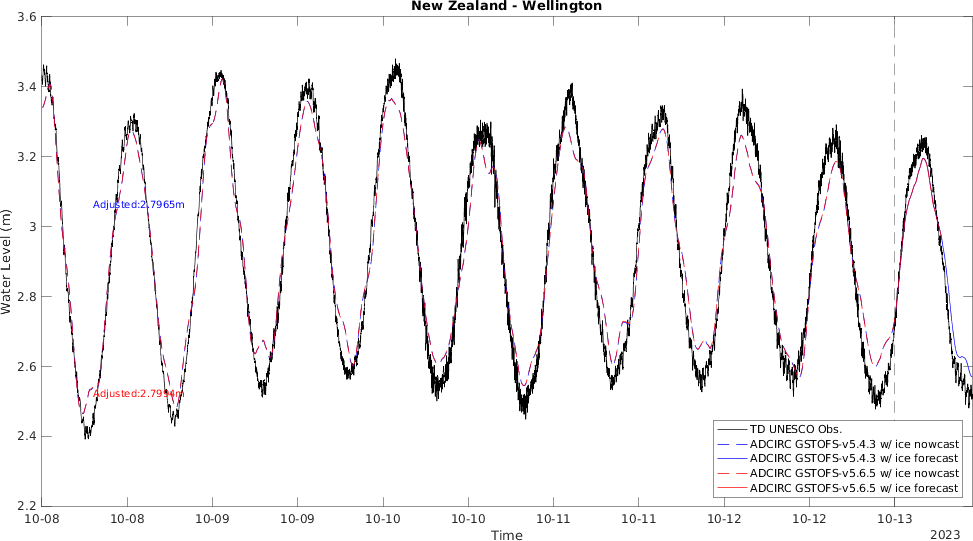 New Zealand - Wellington
3.6
3.4
3.2
3
2.8
2.6
2.4
2.2
Water Level (m)
Adjusted:2.7965m
Adjusted:2.7994m
TD UNESCO Obs.
ADCIRC GSTOFS-v5.4.3 w/ ice nowcast
ADCIRC GSTOFS-v5.4.3 w/ ice forecast
ADCIRC GSTOFS-v5.6.5 w/ ice nowcast
ADCIRC GSTOFS-v5.6.5 w/ ice forecast
10-08 10-08 10-09 10-09 10-10 10-10 10-11 10-11 10-12 10-12 10-13
Time
2023